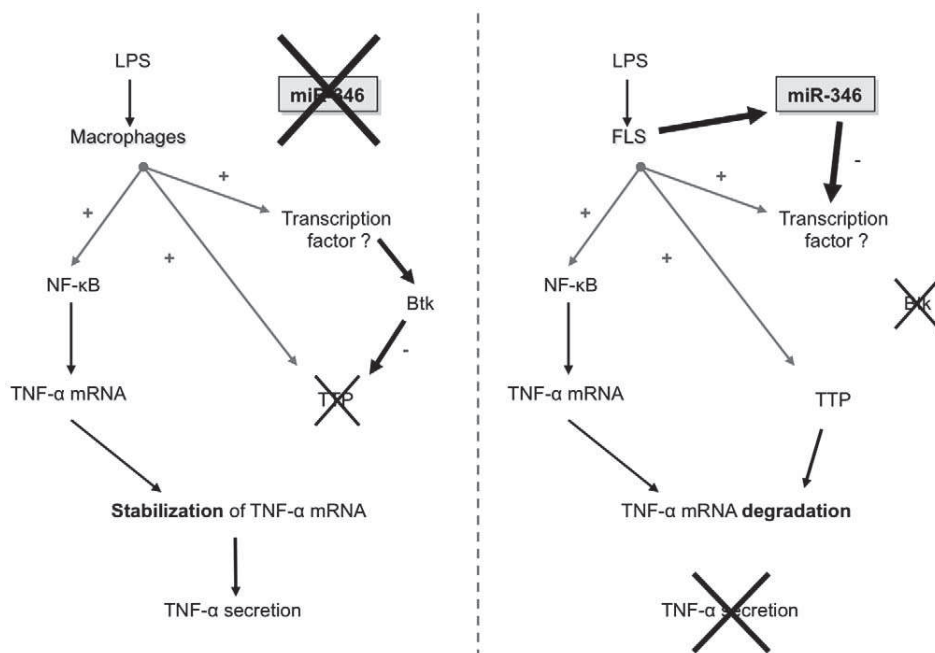 LPS
miR-346
Macrophages
+
+
Transcription
factor ?
+
NF-κB
Btk
-
TNF-α mRNA
TTP
Stabilization of TNF-α mRNA
TNF-α secretion
LPS
miR-346
FLS
-
+
+
Transcription
factor ?
+
NF-κB
Btk
TNF-α mRNA
TTP
TNF-α mRNA degradation
TNF-α secretion